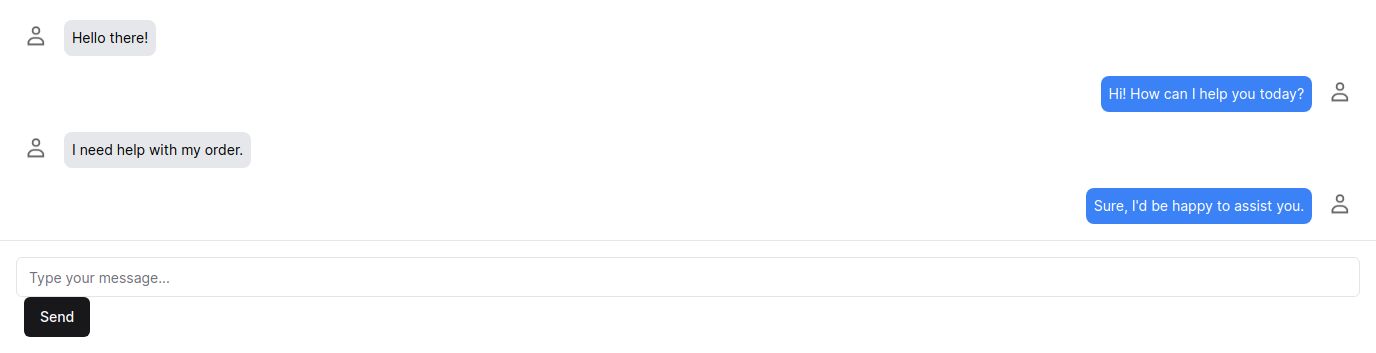 Hello there!
Hi! How can I help you today?
I need help with my order.
Sure, I'd be happy to assist you.
Type your message...
Send